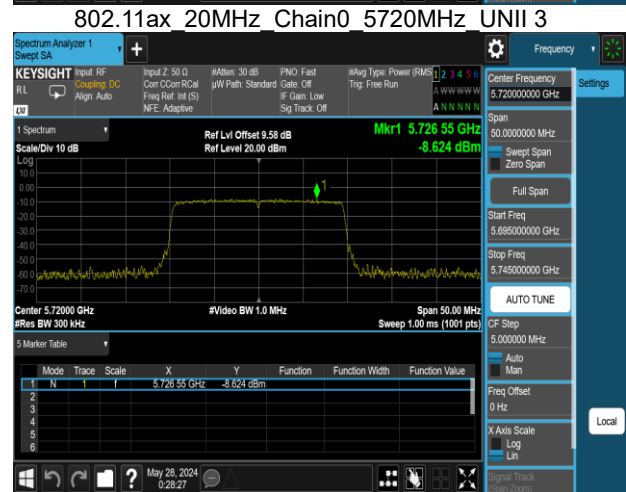 802.11ax_20MHz_Chain0_5720MHz_UNII 3
Spectrum Analyzer 1
Swept SA
Frequency
KEYSIGHT
Input: RF
Input Z: 50 Ω
#Atten: 30 dB
PNO: Fast
#Avg Type: Power (RMS
1 2 3 4 5 6
RL
Coupling: DC
Corr CCorr RCal
µW Path: Standard
Gate: Off
Trig: Free Run
A WWWWW
Align: Auto
Freq Ref: Int (S)
IF Gain: Low
NFE: Adaptive
Sig Track: Off
A N N N N N
LXI
Center Frequency
5.720000000 GHz
Settings
1 Spectrum
Ref Lvl Offset 9.58 dB
Mkr1 5.726 55 GHz
Scale/Div 10 dB
Ref Level 20.00 dBm
-8.624 dBm
Span
50.0000000 MHz
Swept Span
Zero Span
Log
10.0
0.00
-10.0
-20.0
-30.0
-40.0
-50.0
-60.0
-70.0
1
Full Span
Start Freq
5.695000000 GHz
Stop Freq
5.745000000 GHz
AUTO TUNE
Center 5.72000 GHz
#Video BW 1.0 MHz
Span 50.00 MHz
#Res BW 300 kHz
Sweep 1.00 ms (1001 pts)
CF Step
5.000000 MHz
Auto
Man
5 Marker Table
Mode Trace Scale X Y Function Function Width Function Value
1 N 1 f 5.726 55 GHz -8.624 dBm
2
3
4
5
6
Freq Offset
0 Hz
X Axis Scale
Log
Lin
Local
Signal Track
(Span Zoom)
?
May 28, 2024
0:28:27